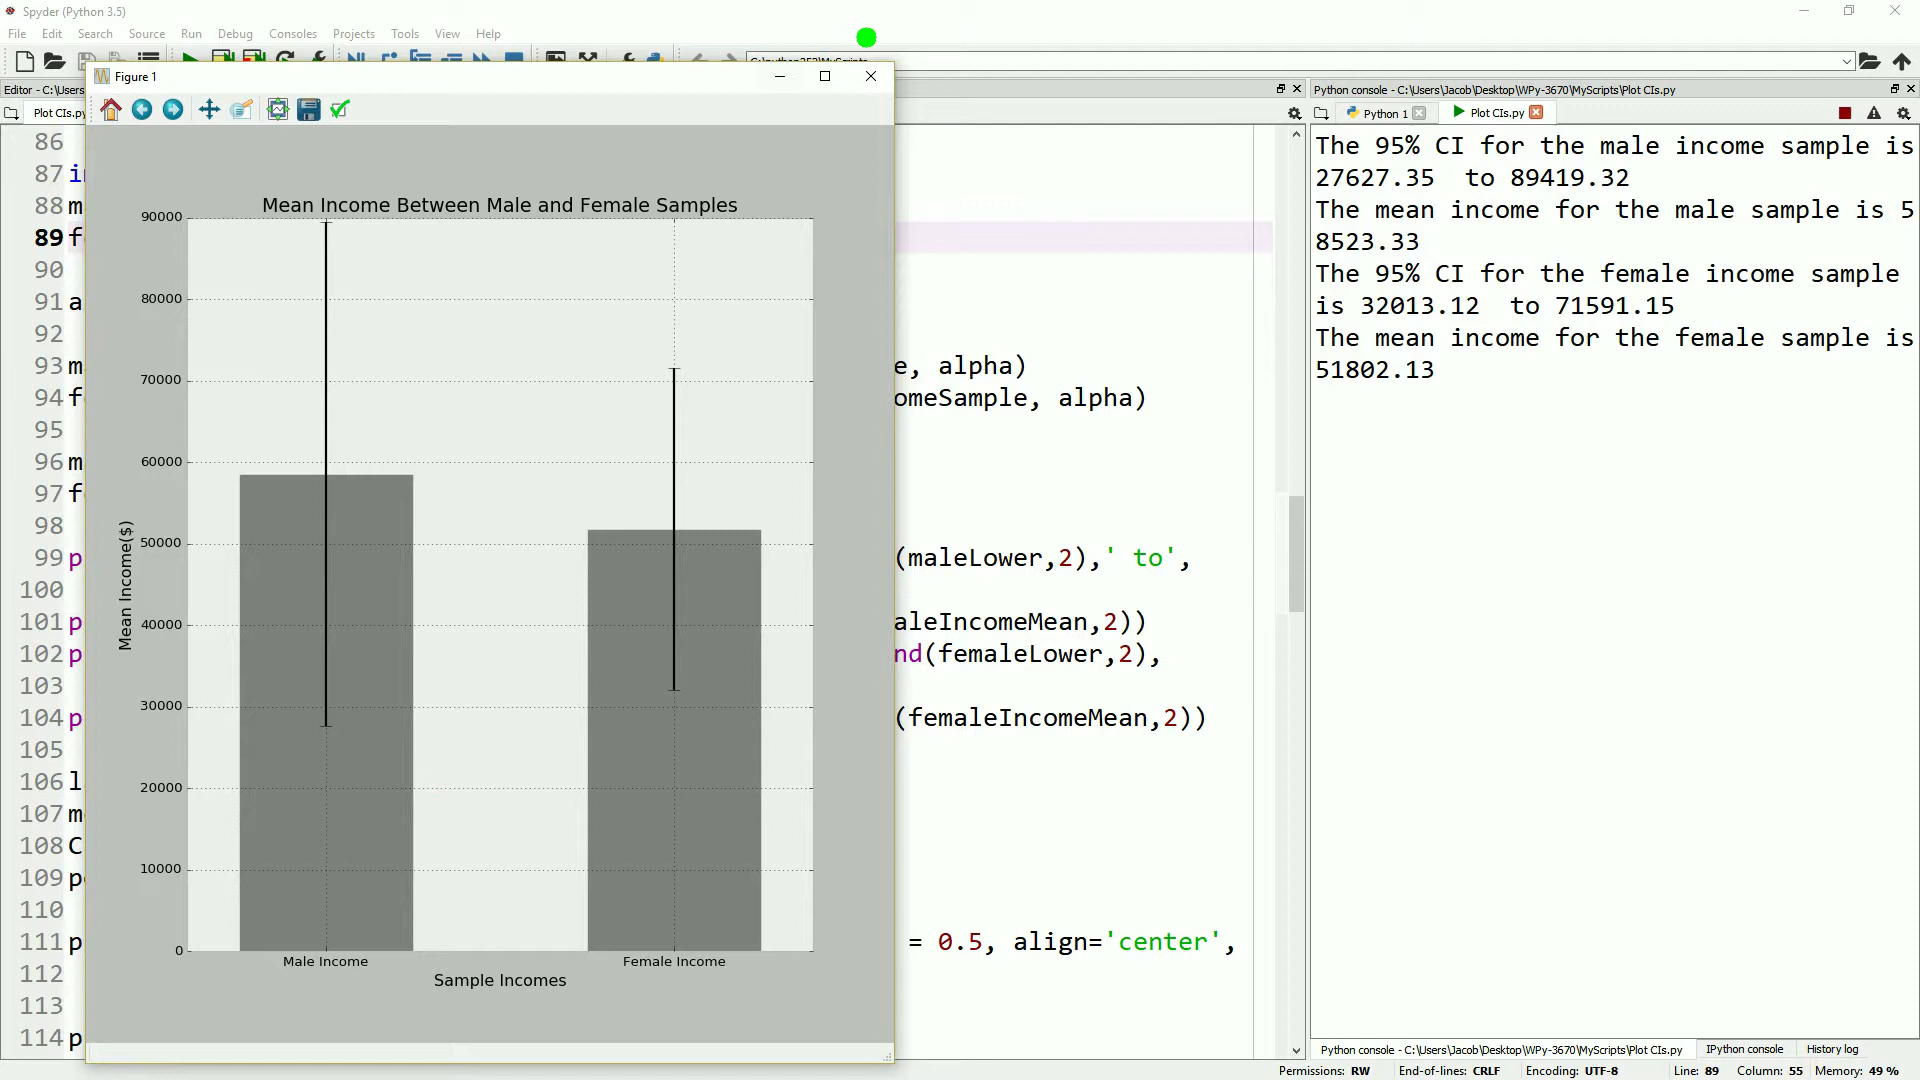 Spyder (Python 3.5)
File Edit Search Source Run Debug Consoles Projects Tools View Help
Figure 1
Editor - C:\Users
Plot CIs.py
86
87
88 m
89 f
90
91 a
92
93 m e, alpha)
94 f omeSample, alpha)
95
96 m
97 f
98
99 p (maleLower,2),' to',
100
101 p aleIncomeMean,2))
102 p nd(femaleLower,2),
103
104 p (femaleIncomeMean,2))
105
106 l
107 m
108 C
109 p
110
111 p = 0.5, align='center',
112
113
114 p
Mean Income Between Male and Female Samples
90000
80000
70000
60000
50000
40000
30000
20000
10000
0
Mean Income($)
Male Income Female Income
Sample Incomes
Python console - C:\Users\Jacob\Desktop\WPy-3670\MyScripts\Plot CIs.py
Python 1 Plot CIs.py
The 95% CI for the male income sample is
27627.35  to 89419.32
The mean income for the male sample is 5
8523.33
The 95% CI for the female income sample
is 32013.12  to 71591.15
The mean income for the female sample is
51802.13
Python console - C:\Users\Jacob\Desktop\WPy-3670\MyScripts\Plot CIs.py IPython console History log
Permissions: RW End-of-lines: CRLF Encoding: UTF-8 Line: 89 Column: 55 Memory: 49 %